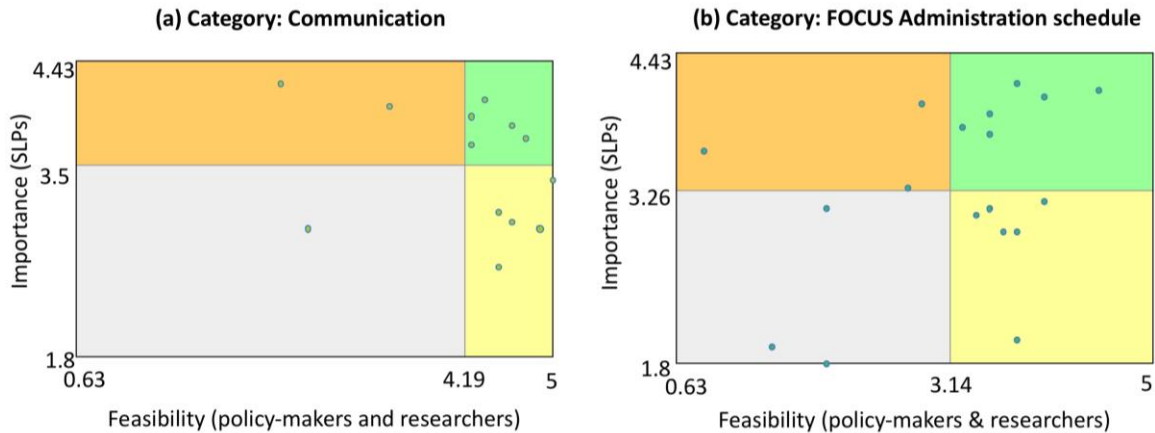 (a) Category: Communication
4.43
3.5
1.8
0.63
4.19
5
Importance (SLPs)
Feasibility (policy-makers and researchers)
(b) Category: FOCUS Administration schedule
4.43
3.26
1.8
0.63
3.14
5
Importance (SLPs)
Feasibility (policy-makers & researchers)